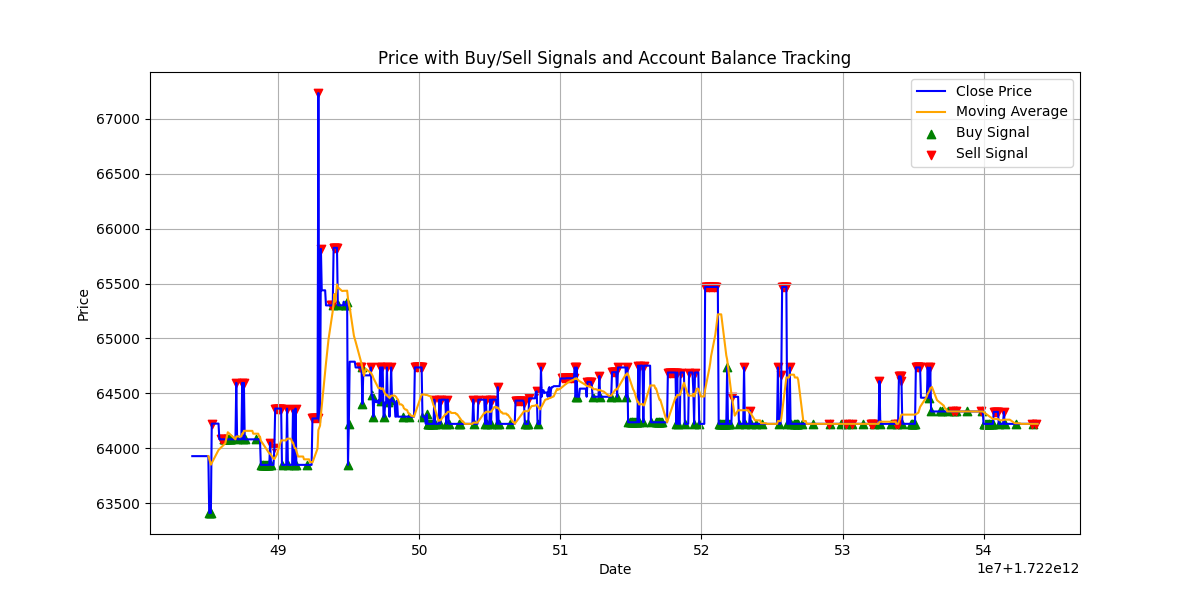 Price with Buy/Sell Signals and Account Balance Tracking
Close Price
Moving Average
Buy Signal
Sell Signal
Price
67000
66500
66000
65500
65000
64500
64000
63500
49 50 51 52 53 54
1e7+1.722e12
Date